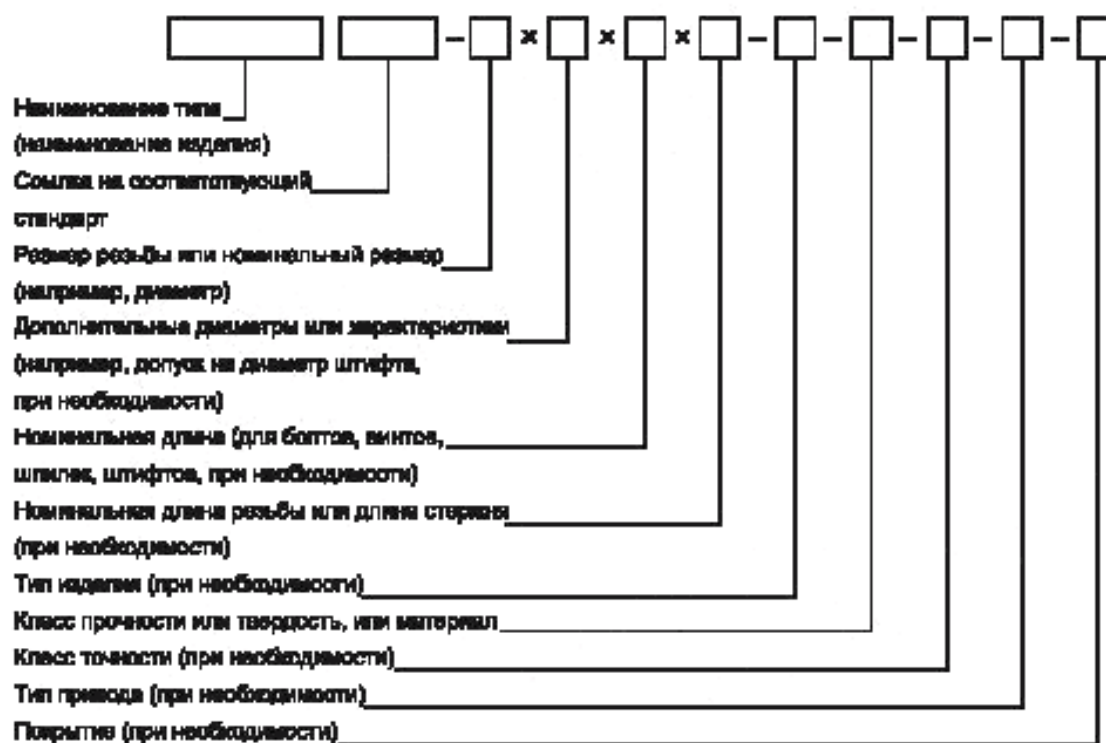 – × × × – – – – –
Наименование типа
(наименование изделия)
Ссылка на соответствующий
стандарт
Размер резьбы или номинальный размер
(например, диаметр)
Дополнительные диаметры или характеристики
(например, допуск на диаметр штифта,
при необходимости)
Номинальная длина (для болтов, винтов,
шпилек, штифтов, при необходимости)
Номинальная длина резьбы или длина стержня
(при необходимости)
Тип изделия (при необходимости)
Класс прочности или твердость, или материал
Класс точности (при необходимости)
Тип привода (при необходимости)
Покрытие (при необходимости)